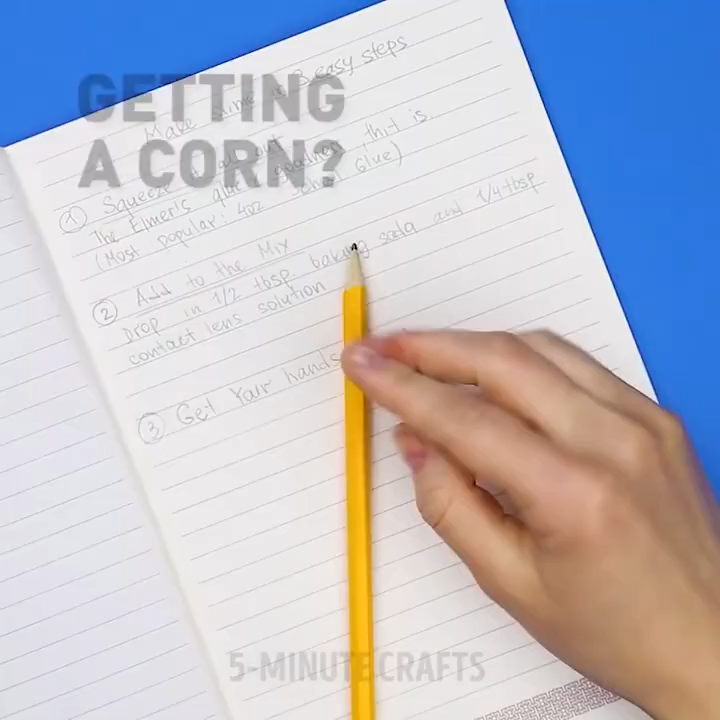 GETTING
A CORN?
Make slime in 3 easy steps
① Squeeze out
The Elmer's glue this is
(Most popular: 4oz School Glue)
② Add to the Mix
Drop in 1/2 tbsp. baking soda and 1/4 tbsp
contact lens solution
③ Get Your hands
5-MINUTE CRAFTS